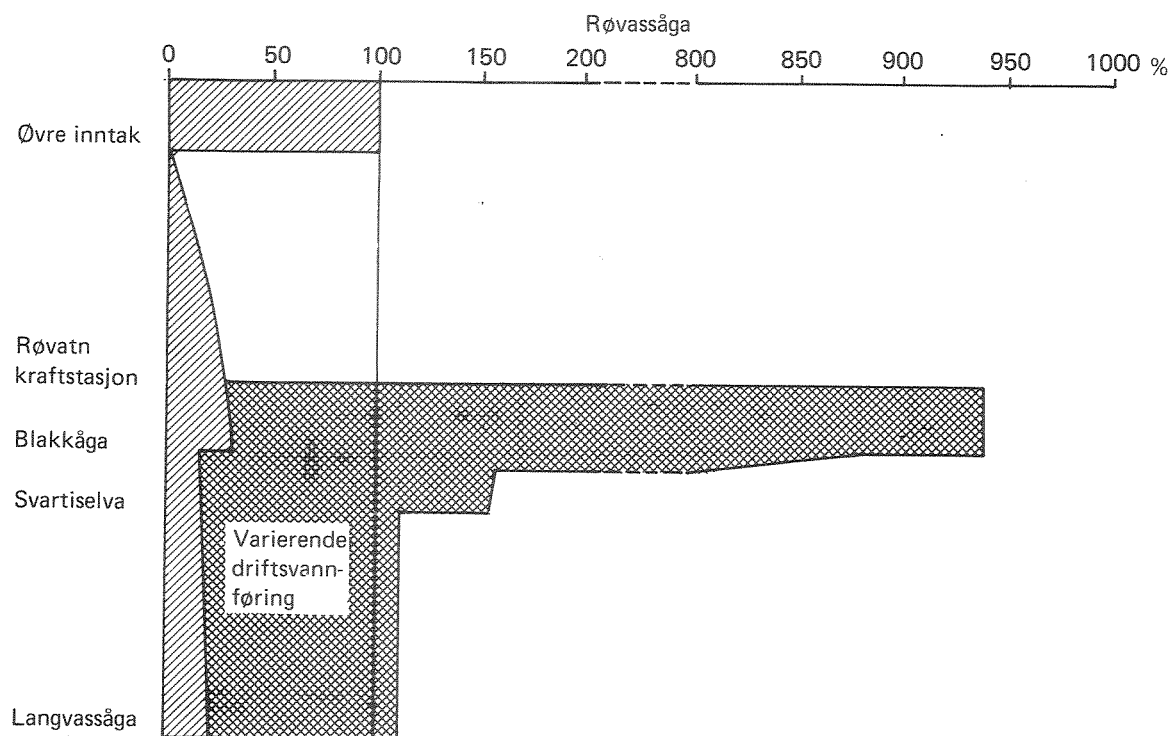 Røvassåga
0 50 100 150 200 800 850 900 950 1000 %
Øvre inntak
Røvatn
kraftstasjon
Blakkåga
Svartiselva
Varierende
driftsvann-
føring
Langvassåga